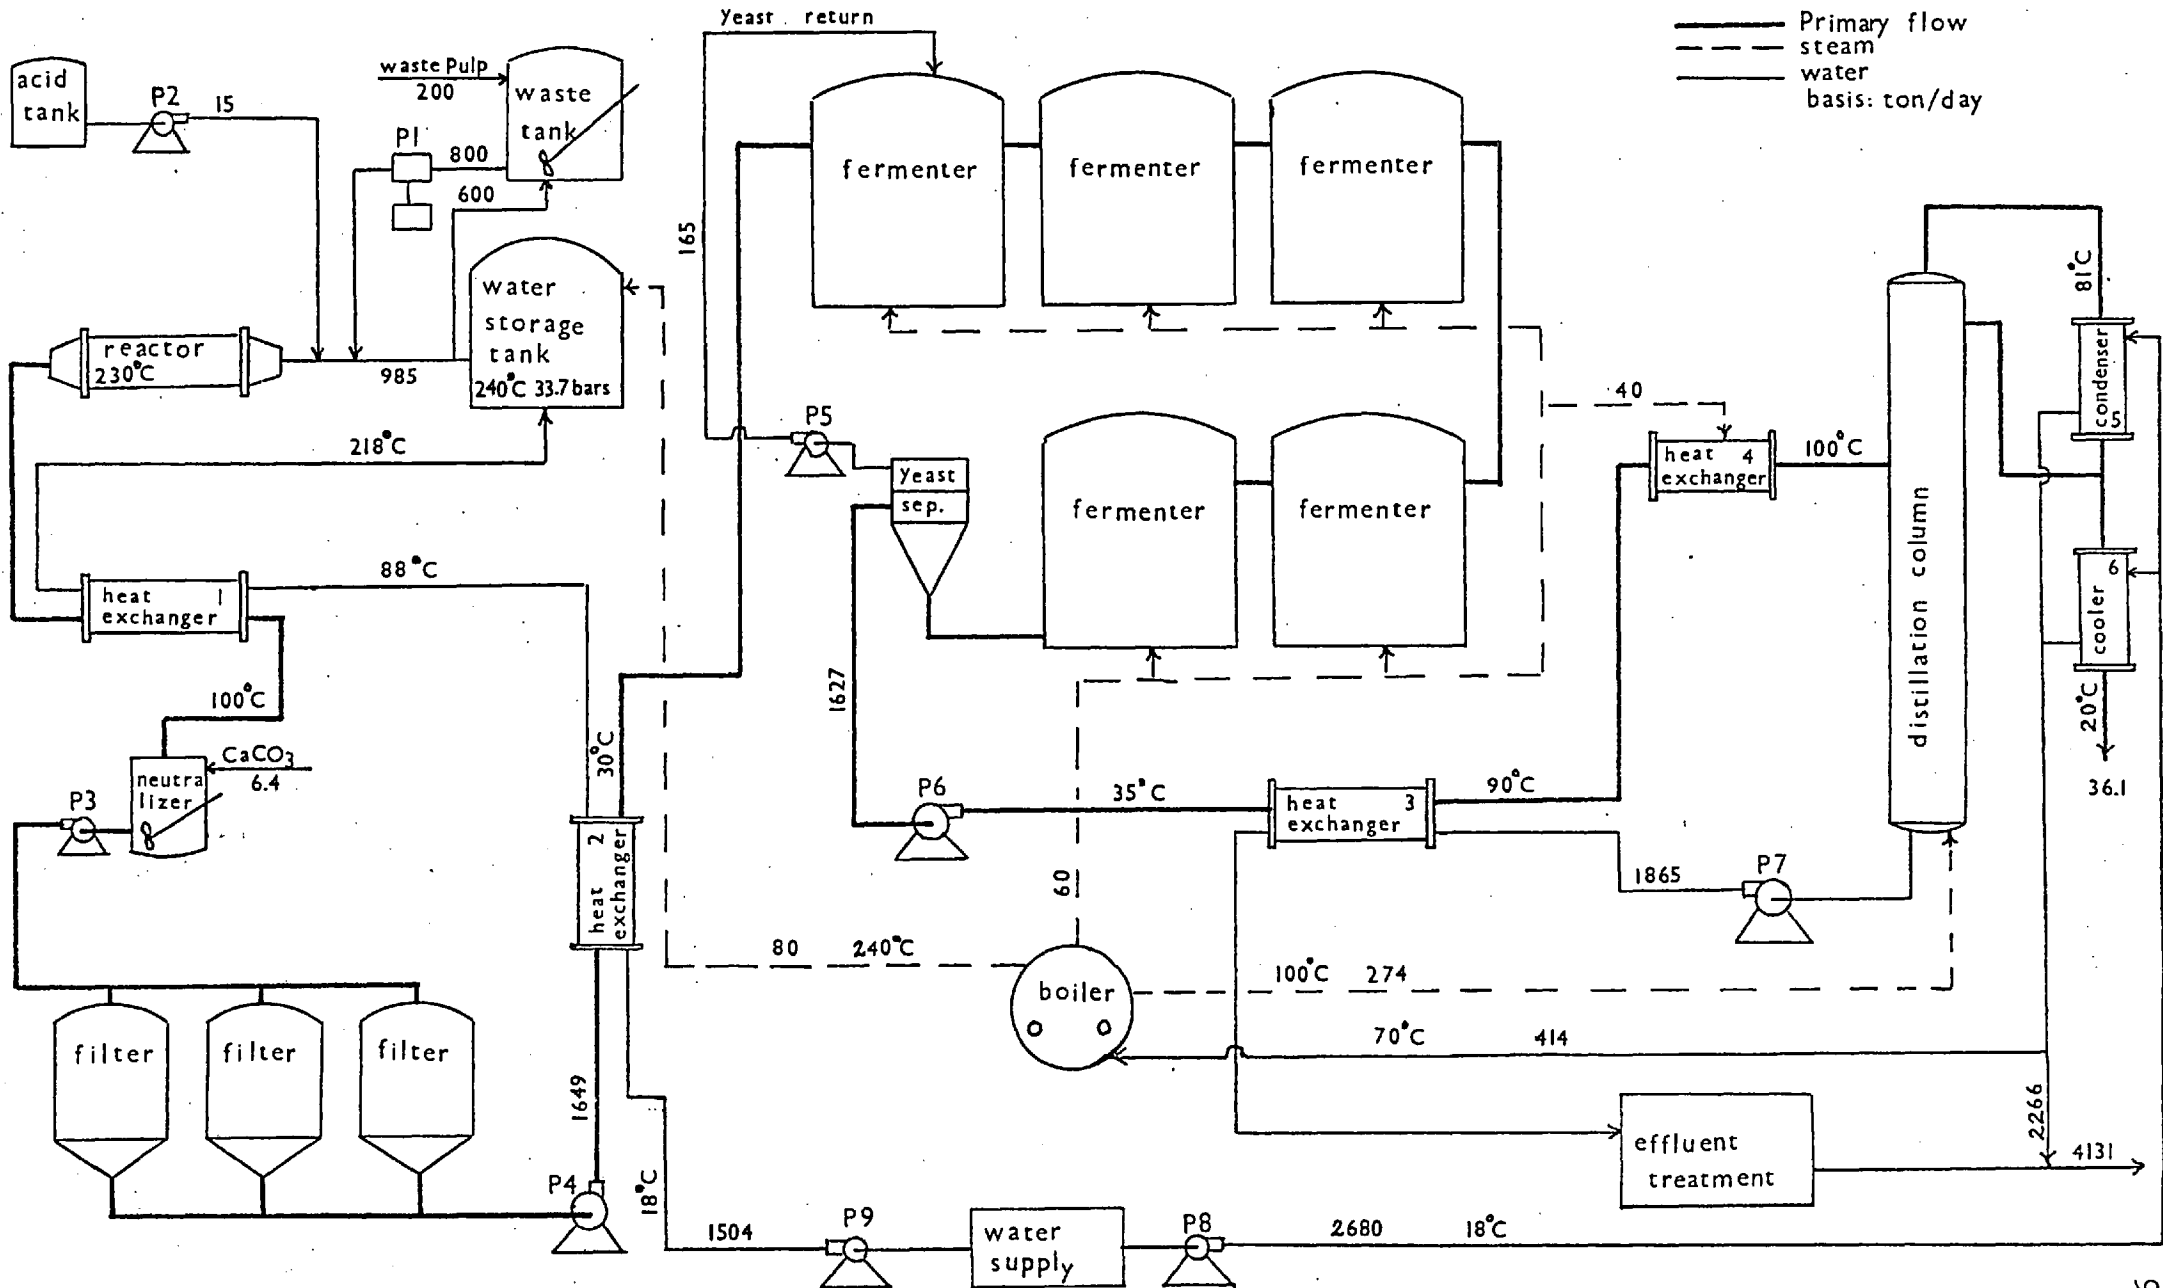 Yeast return
Primary flow
steam
water
basis: ton/day
acid
tank
P2
15
waste Pulp
200
waste
tank
P1
800
600
fermenter
fermenter
fermenter
165
water
storage
tank
240°C 33.7 bars
reactor
230°C
985
218°C
81°C
condenser
5
P5
yeast
sep.
40
heat 4
exchanger
100°C
fermenter
fermenter
distillation column
6
cooler
20°C
36.1
88°C
heat 1
exchanger
100°C
CaCO3
6.4
neutra
lizer
P3
30°C
heat 2
exchanger
1627
P6
35°C
heat 3
exchanger
90°C
1865
P7
60
80 240°C
boiler
100°C 274
70°C 414
filter
filter
filter
1649
P4
18°C
1504
P9
water
supply
P8
2680 18°C
effluent
treatment
2266
4131